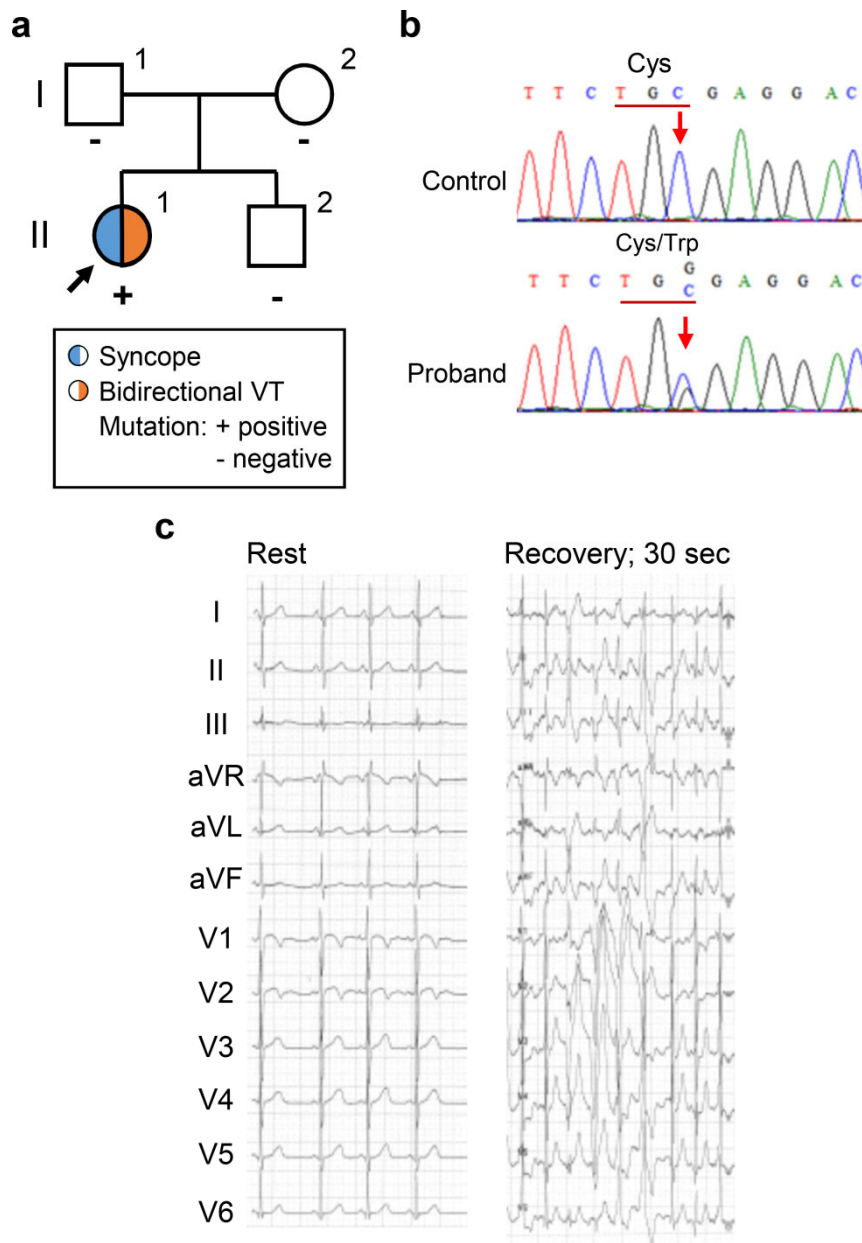 a
1
2
I
-
-
1
2
II
+
-
Syncope
Bidirectional VT
Mutation: + positive
- negative
b
Cys
T T C T G C G A G G A C
Control
Cys/Trp
G
T T C T G C G A G G A C
Proband
c
Rest
Recovery; 30 sec
I
II
III
aVR
aVL
aVF
V1
V2
V3
V4
V5
V6